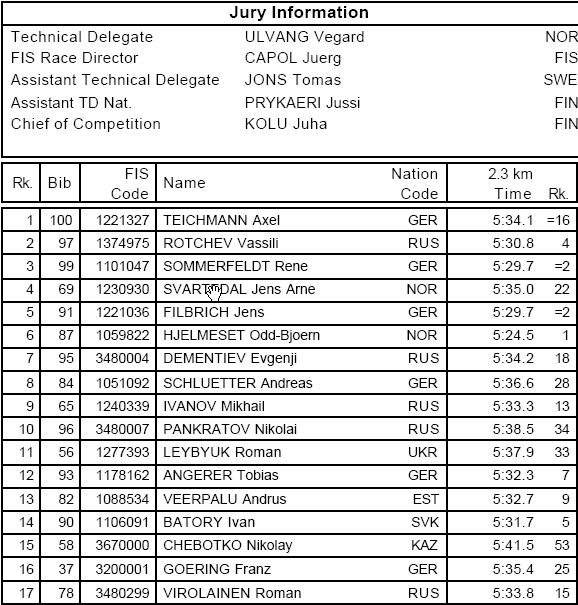 Jury Information
Technical Delegate ULVANG Vegard NOR
FIS Race Director CAPOL Juerg FIS
Assistant Technical Delegate JONS Tomas SWE
Assistant TD Nat. PRYKAERI Jussi FIN
Chief of Competition KOLU Juha FIN
Rk. Bib FIS Code Name Nation Code 2.3 km Time Rk.
1 100 1221327 TEICHMANN Axel GER 5:34.1 =16
2 97 1374975 ROTCHEV Vassili RUS 5:30.8 4
3 99 1101047 SOMMERFELDT Rene GER 5:29.7 =2
4 69 1230930 Jens Arne NOR 5:35.0 22
5 91 1221036 FILBRICH Jens GER 5:29.7 =2
6 87 1059822 HJELMESET Odd-Bjoern NOR 5:24.5 1
7 95 3480004 DEMENTIEV Evgenji RUS 5:34.2 18
8 84 1051092 SCHLUETTER Andreas GER 5:36.6 28
9 65 1240339 IVANOV Mikhail RUS 5:33.3 13
10 96 3480007 PANKRATOV Nikolai RUS 5:38.5 34
11 56 1277393 LEYBYUK Roman UKR 5:37.9 33
12 93 1178162 ANGERER Tobias GER 5:32.3 7
13 82 1088534 VEERPALU Andrus EST 5:32.7 9
14 90 1106091 BATORY Ivan SVK 5:31.7 5
15 58 3670000 CHEBOTKO Nikolay KAZ 5:41.5 53
16 37 3200001 GOERING Franz GER 5:35.4 25
17 78 3480299 VIROLAINEN Roman RUS 5:33.8 15